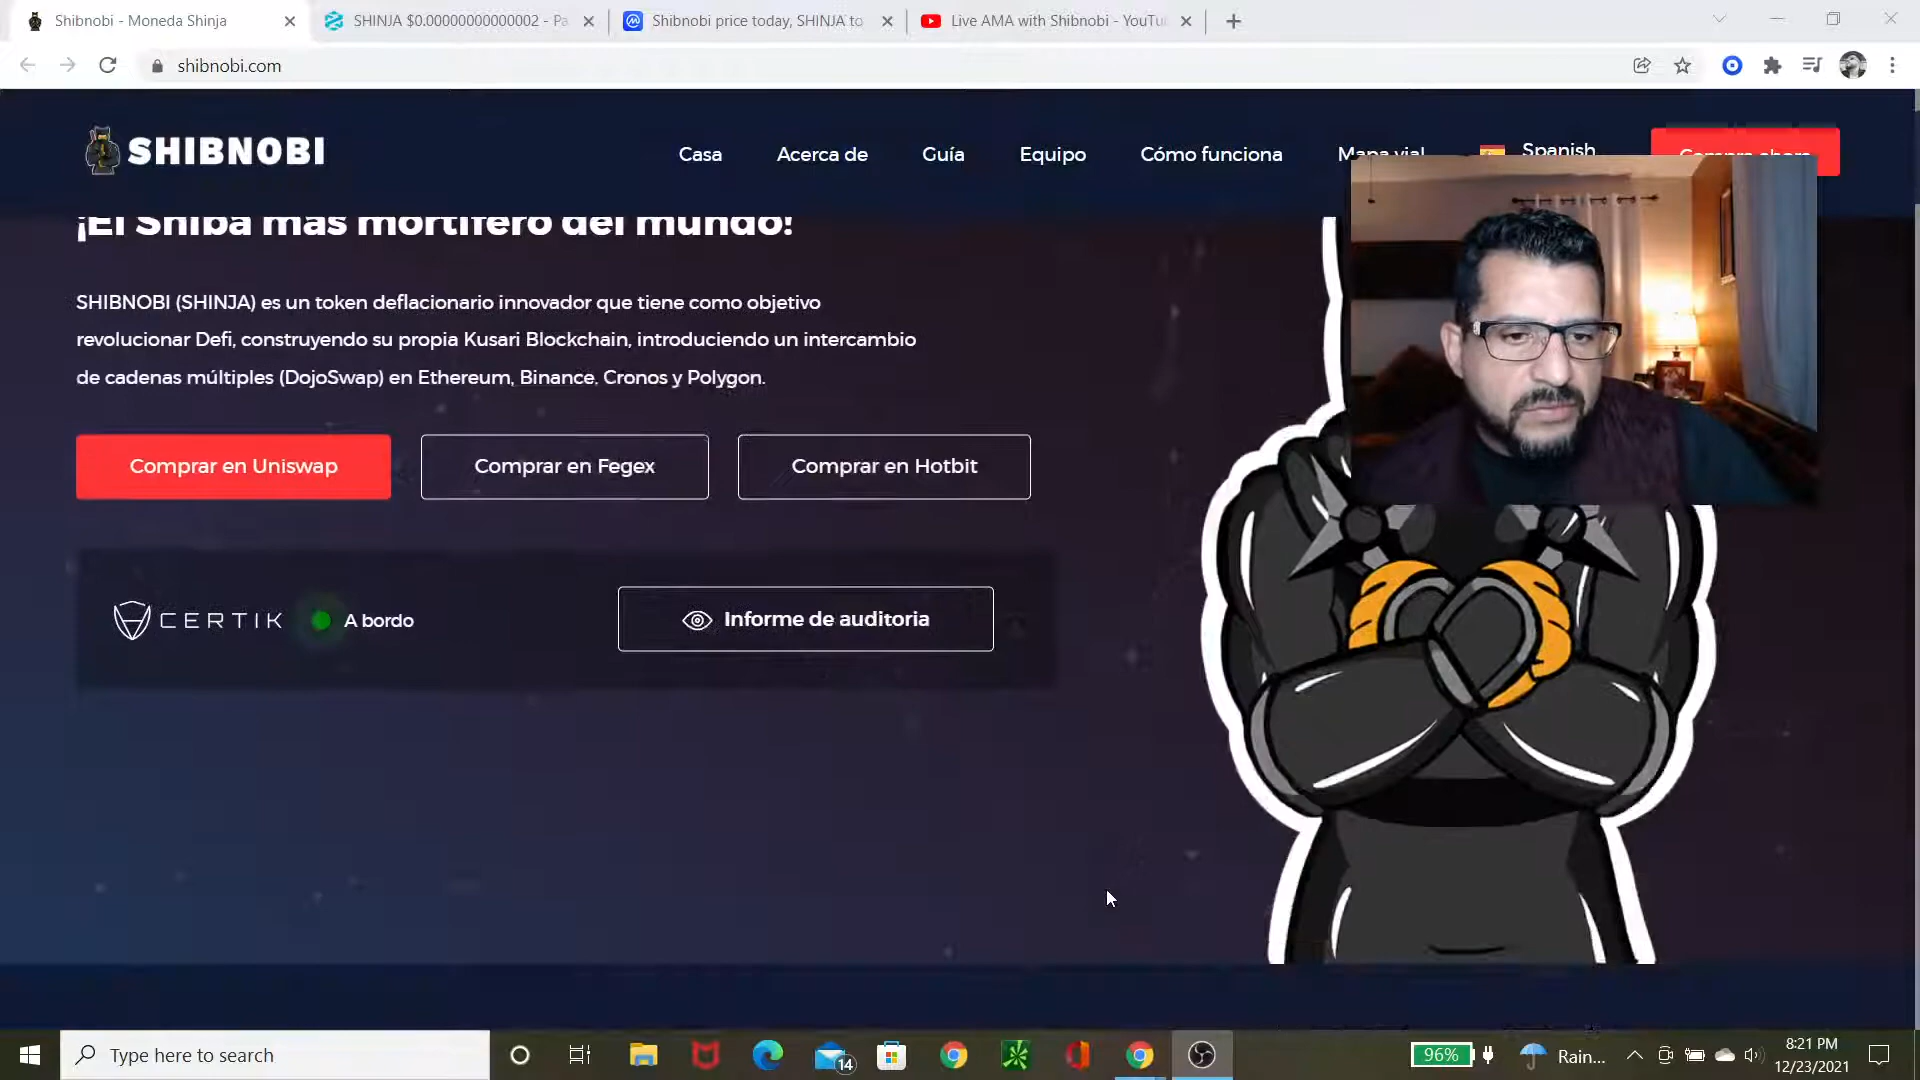 Shibnobi - Moneda Shinja
SHINJA $0.00000000000002 - Pa
Shibnobi price today, SHINJA to
Live AMA with Shibnobi - YouTu
shibnobi.com
SHIBNOBI
Casa
Acerca de
Guía
Equipo
Cómo funciona
Mapa vial
Spanish
Compra ahora
¡El Shiba más mortífero del mundo!
SHIBNOBI (SHINJA) es un token deflacionario innovador que tiene como objetivo
revolucionar Defi, construyendo su propia Kusari Blockchain, introduciendo un intercambio
de cadenas múltiples (DojoSwap) en Ethereum, Binance. Cronos y Polygon.
Comprar en Uniswap
Comprar en Fegex
Comprar en Hotbit
CERTIK
A bordo
Informe de auditoria
Type here to search
14
96%
Rain...
8:21 PM
12/23/2021